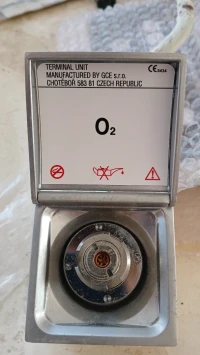 TERMINAL UNIT
MANUFACTURED BY GCE s.r.o.
CHOTĚBOŘ 583 81 CZECH REPUBLIC
O₂